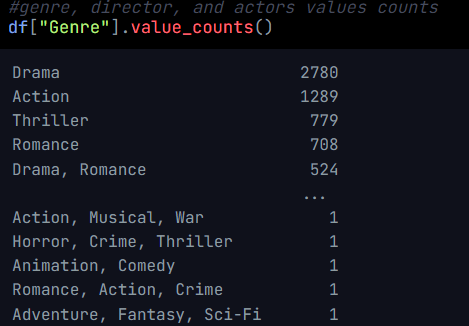 #genre, director, and actors values counts
df["Genre"].value_counts()
Drama 2780
Action 1289
Thriller 779
Romance 708
Drama, Romance 524
...
Action, Musical, War 1
Horror, Crime, Thriller 1
Animation, Comedy 1
Romance, Action, Crime 1
Adventure, Fantasy, Sci-Fi 1